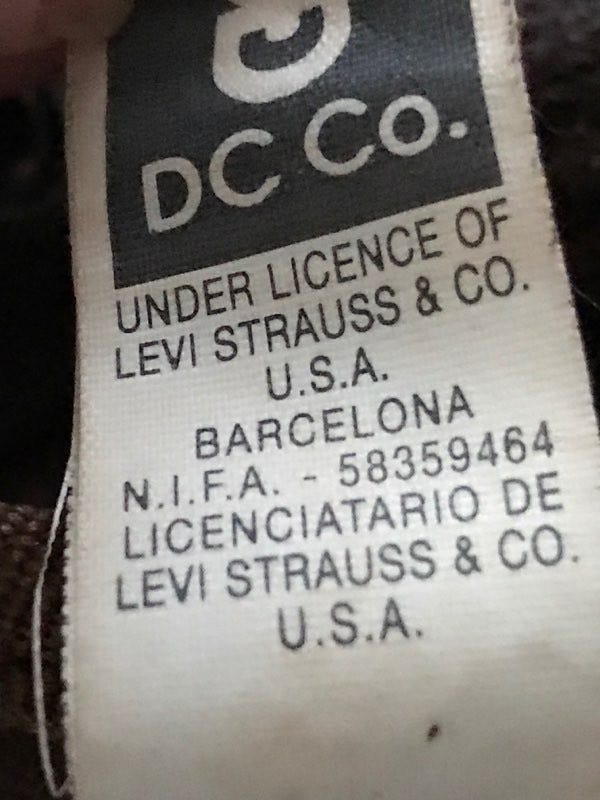 DC Co.
UNDER LICENCE OF
LEVI STRAUSS & CO.
U.S.A.
BARCELONA
N.I.F.A. - 58359464
LICENCIATARIO DE
LEVI STRAUSS & CO.
U.S.A.